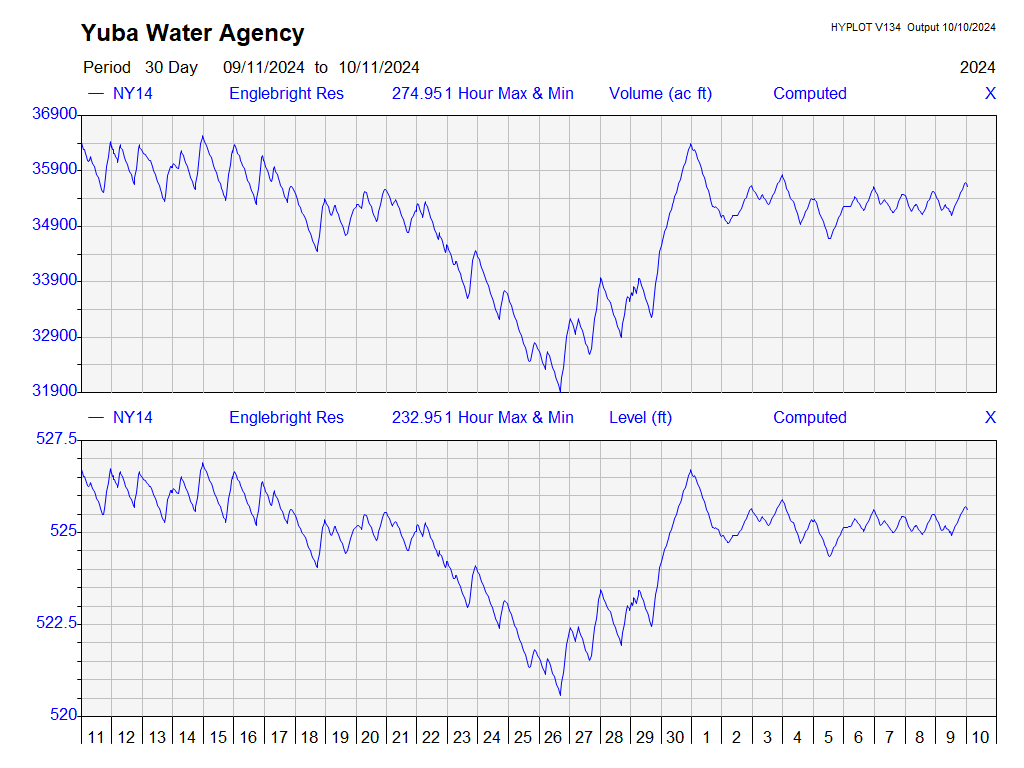 Yuba Water Agency
HYPLOT V134 Output 10/10/2024
Period 30 Day 09/11/2024 to 10/11/2024 2024
— NY14 Englebright Res 274.951 Hour Max & Min Volume (ac ft) Computed X
36900
35900
34900
33900
32900
31900
— NY14 Englebright Res 232.951 Hour Max & Min Level (ft) Computed X
527.5
525
522.5
520
11 12 13 14 15 16 17 18 19 20 21 22 23 24 25 26 27 28 29 30 1 2 3 4 5 6 7 8 9 10